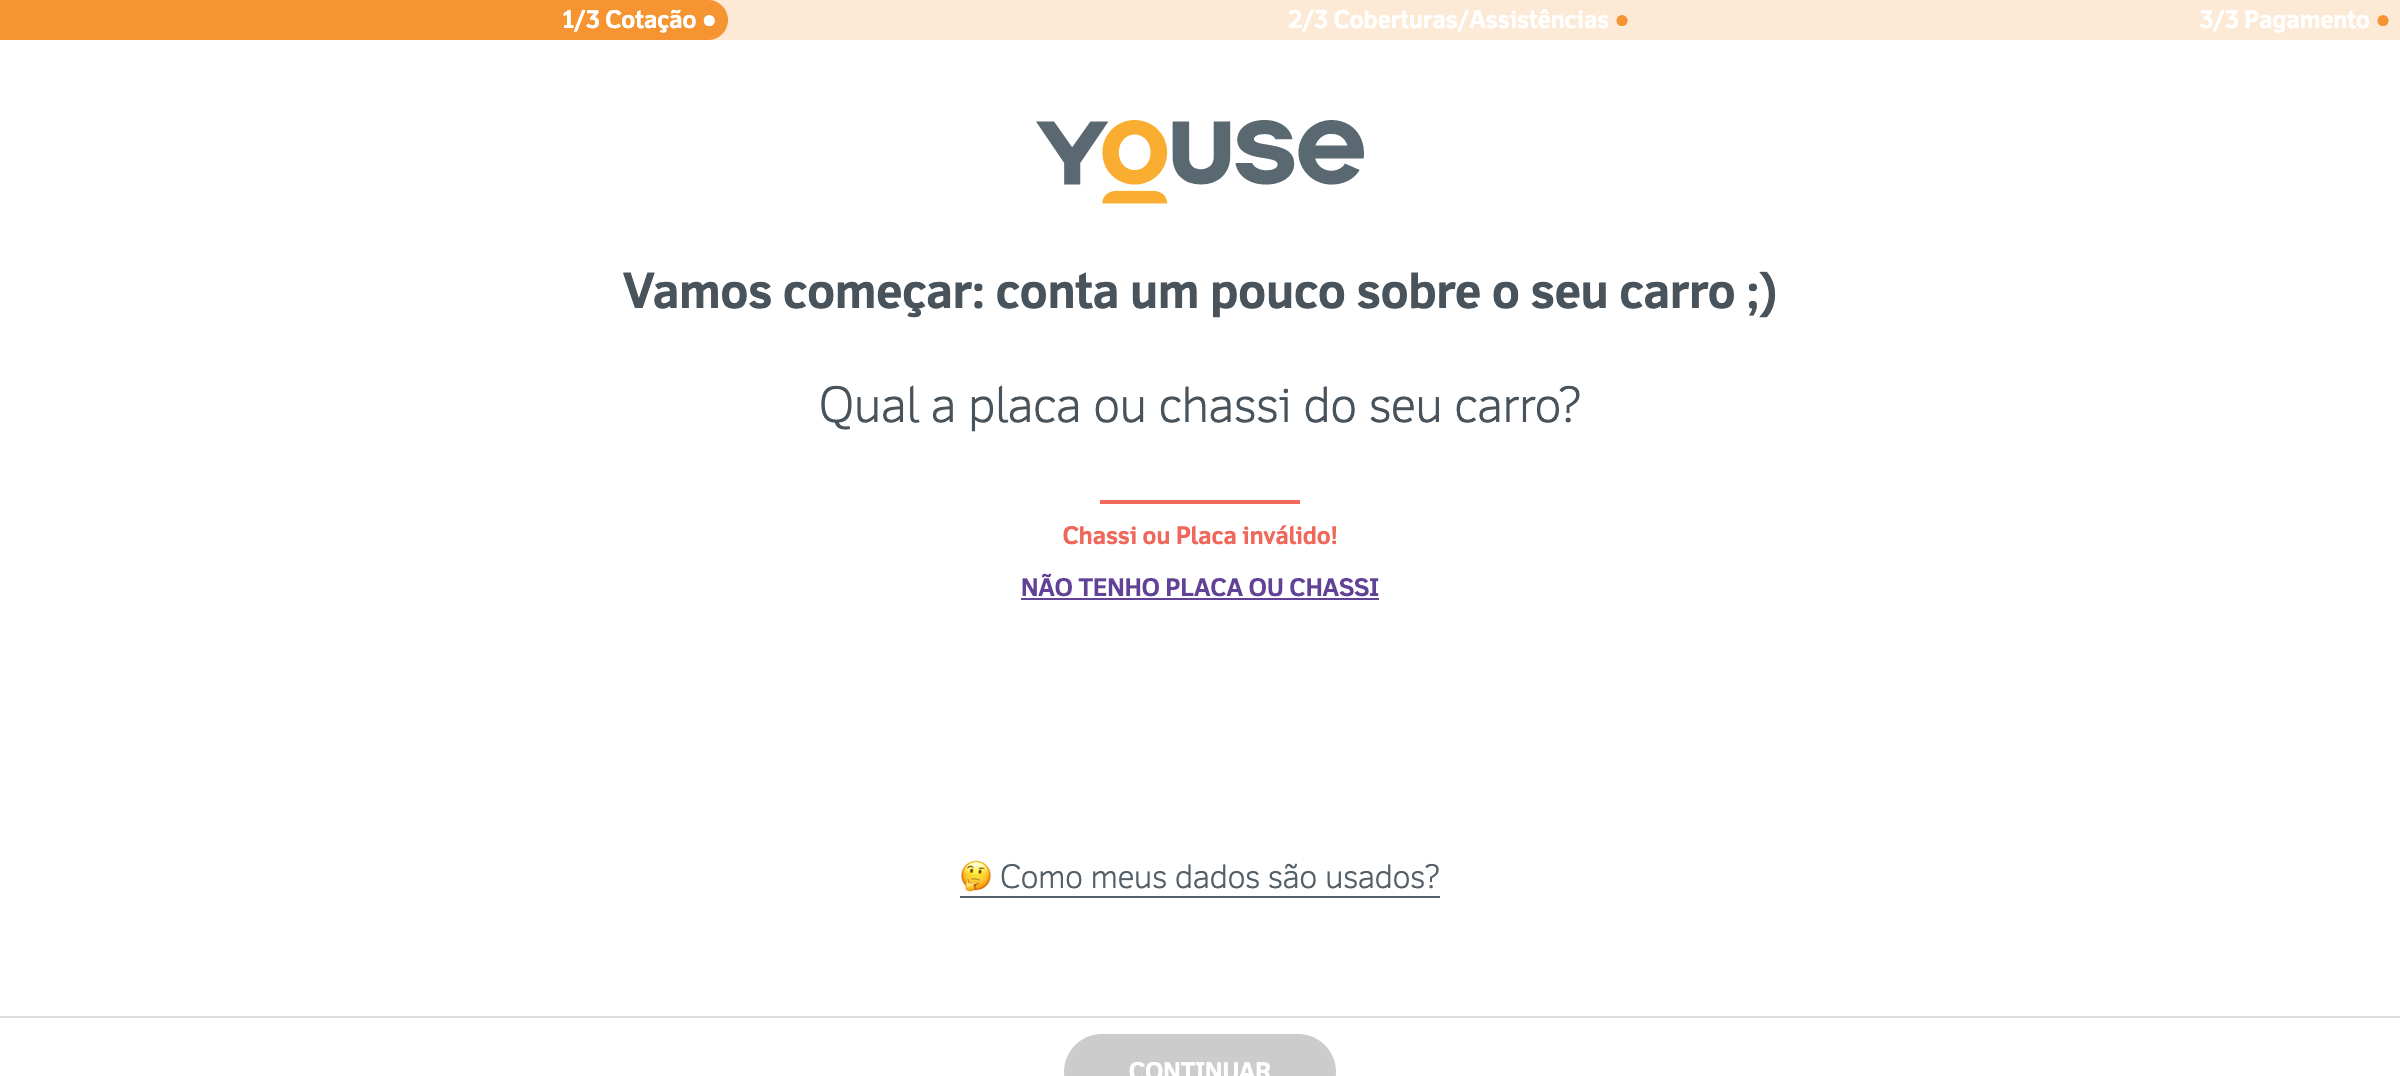 1/3 Cotação
2/3 Coberturas/Assistências
3/3 Pagamento
Youse
Vamos começar: conta um pouco sobre o seu carro ;)
Qual a placa ou chassi do seu carro?
Chassi ou Placa inválido!
NÃO TENHO PLACA OU CHASSI
🤔 Como meus dados são usados?
CONTINUAR